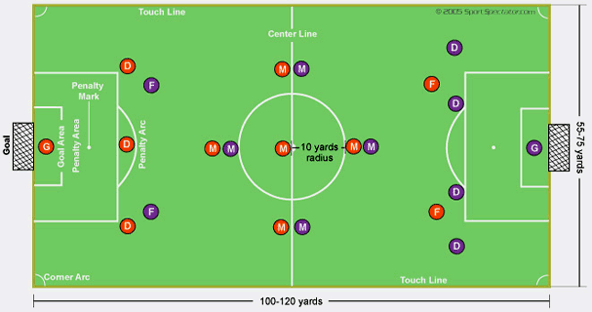 Touch Line
© 2005 SportSpectator.com
Center Line
D
M
M
D
F
F
D
Penalty
Mark
Goal
G
Goal Area
Penalty Area
D
Penalty Arc
M
M
M
10 yards
radius
M
M
G
55-75 yards
D
F
F
D
D
M
M
D
Corner Arc
Touch Line
100-120 yards